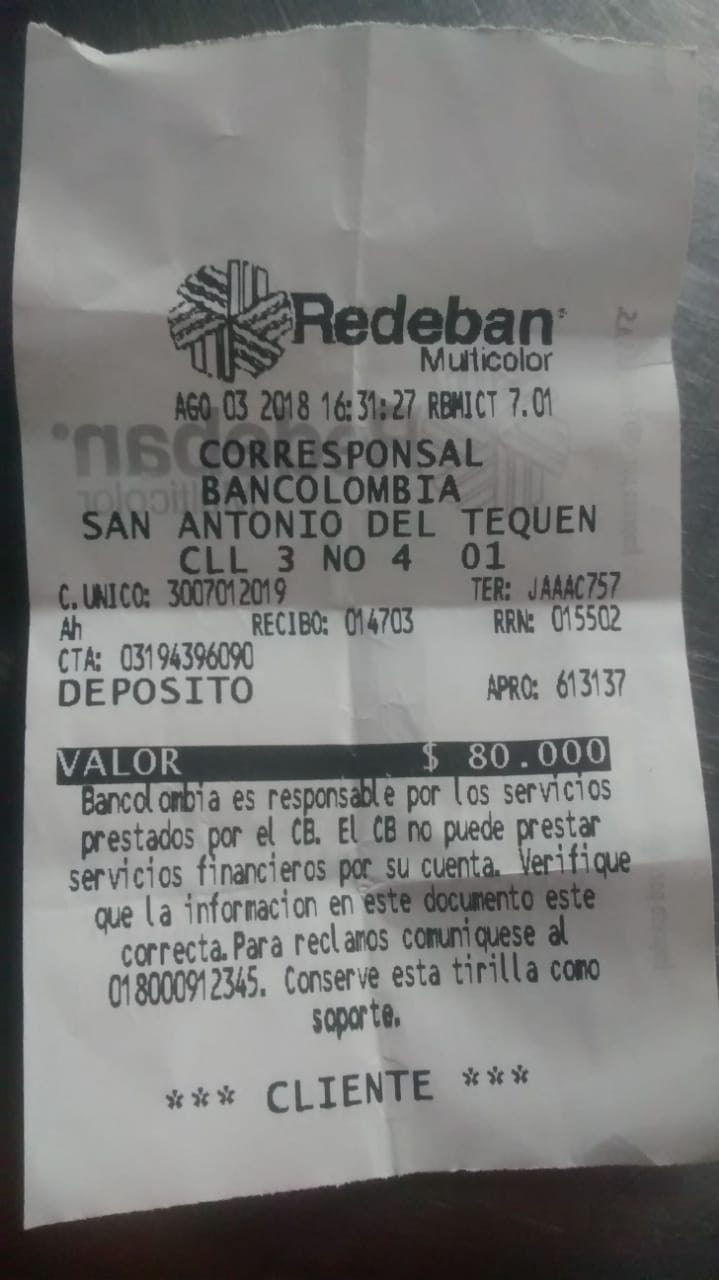 Redeban
Multicolor
AGO 03 2018 16:31:27 RBMICT 7.01
CORRESPONSAL
BANCOLOMBIA
SAN ANTONIO DEL TEQUEN
CLL 3 NO 4 01
C. UNICO: 3007012019 TER: JAAAC757
Ah RECIBO: 014703 RRN: 015502
CTA: 03194396090
DEPOSITO APRO: 613137
VALOR $ 80.000
Bancolombia es responsable por los servicios
prestados por el CB. El CB no puede prestar
servicios financieros por su cuenta. Verifique
que la informacion en este documento este
correcta.Para reclamos comuniquese al
018000912345. Conserve esta tirilla como
soporte.
*** CLIENTE ***